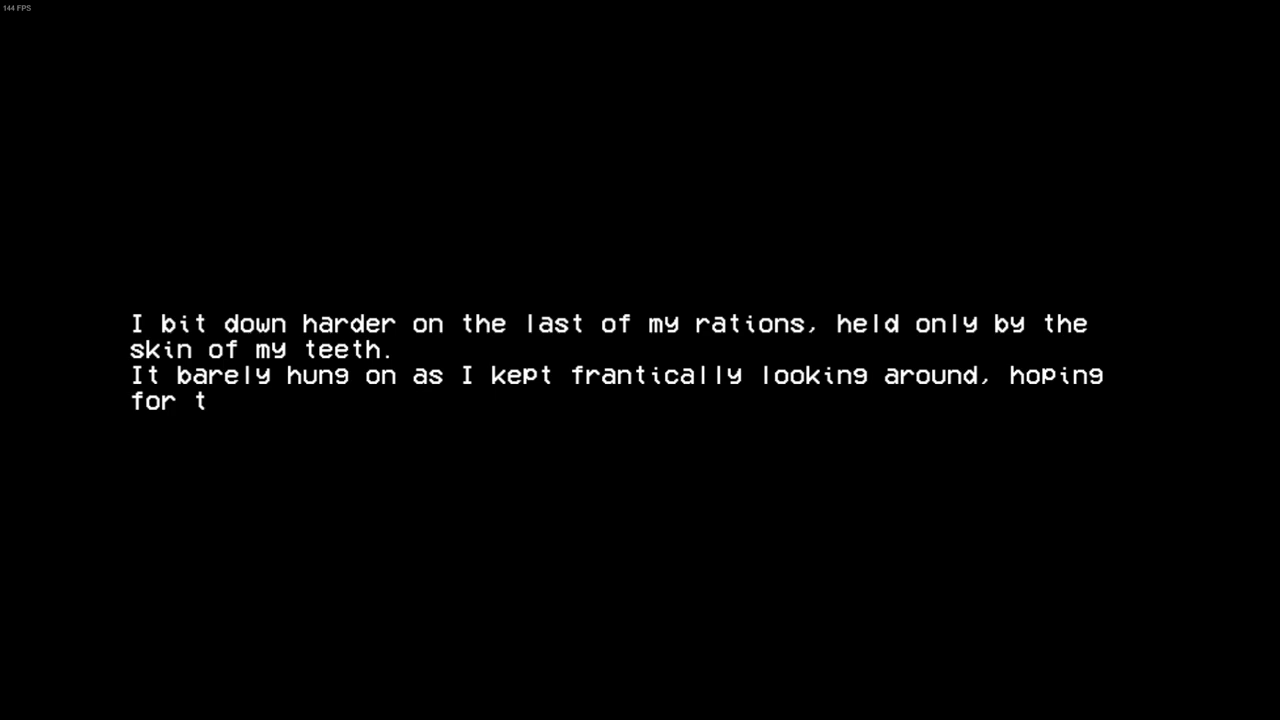 144 FPS
I bit down harder on the last of my rations, held only by the
skin of my teeth.
It barely hung on as I kept frantically looking around, hoping
for t